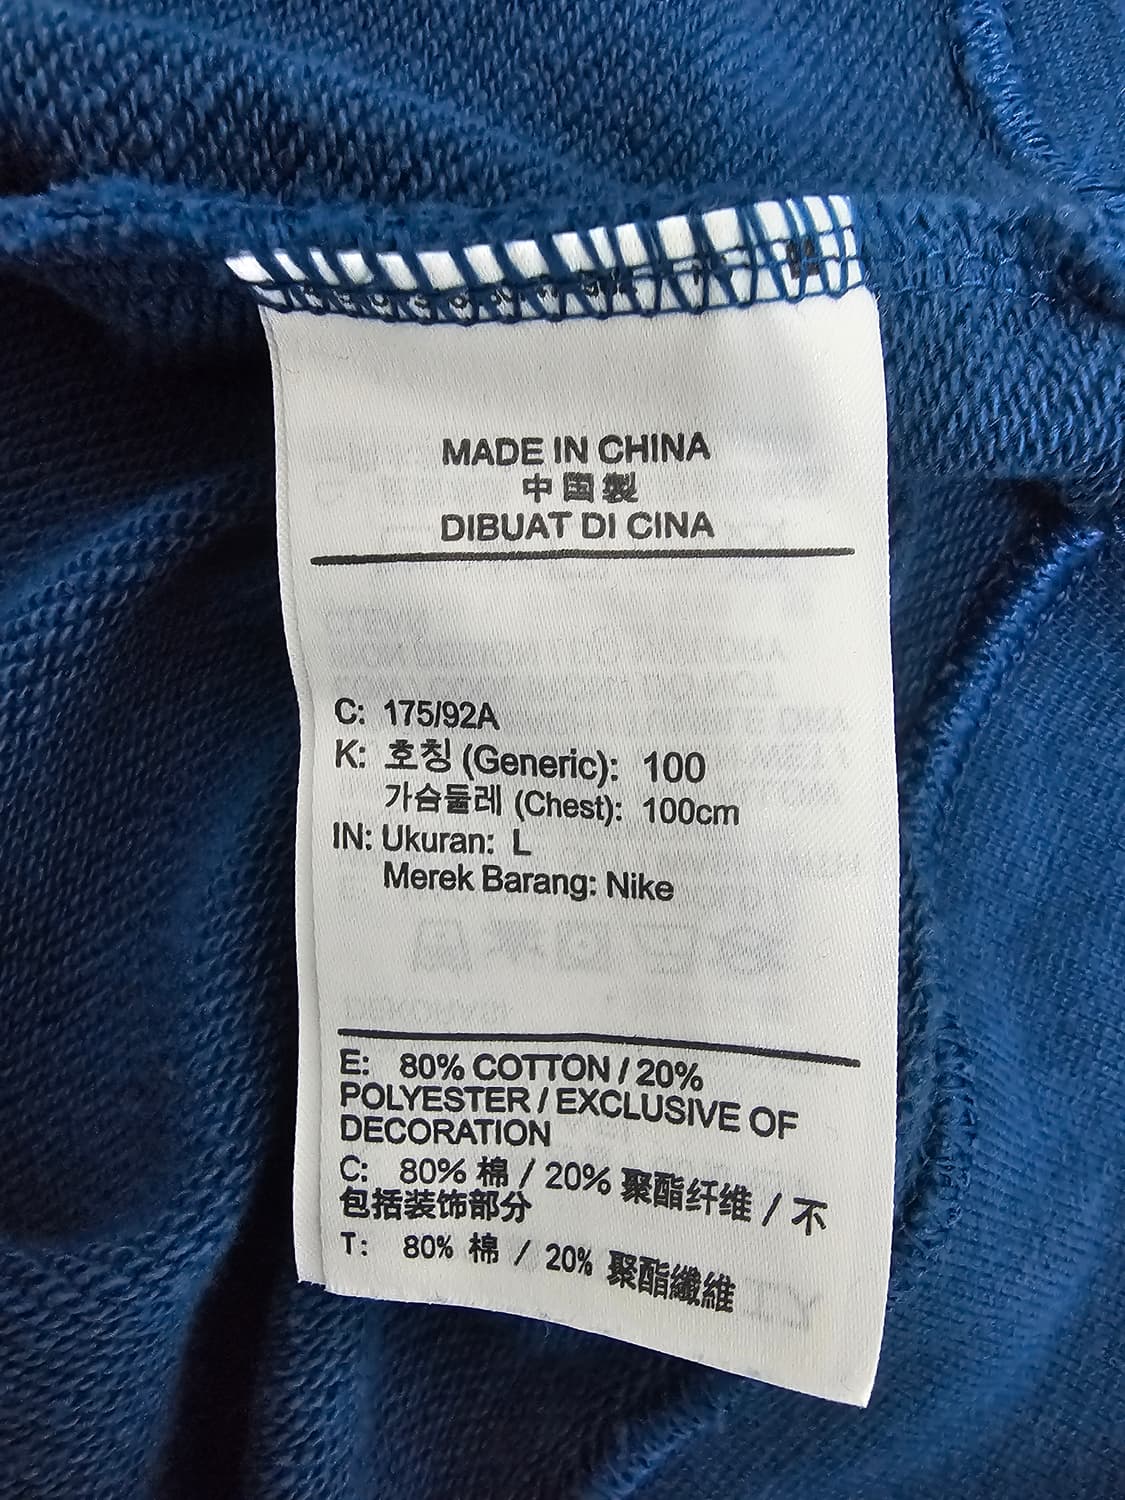 MADE IN CHINA
中国製
DIBUAT DI CINA
C: 175/92A
K: 호칭 (Generic): 100
가슴둘레 (Chest): 100cm
IN: Ukuran: L
Merek Barang: Nike
E: 80% COTTON / 20%
POLYESTER / EXCLUSIVE OF
DECORATION
C: 80% 棉 / 20% 聚酯纤维 / 不
包括装饰部分
T: 80% 棉 / 20% 聚酯纖維